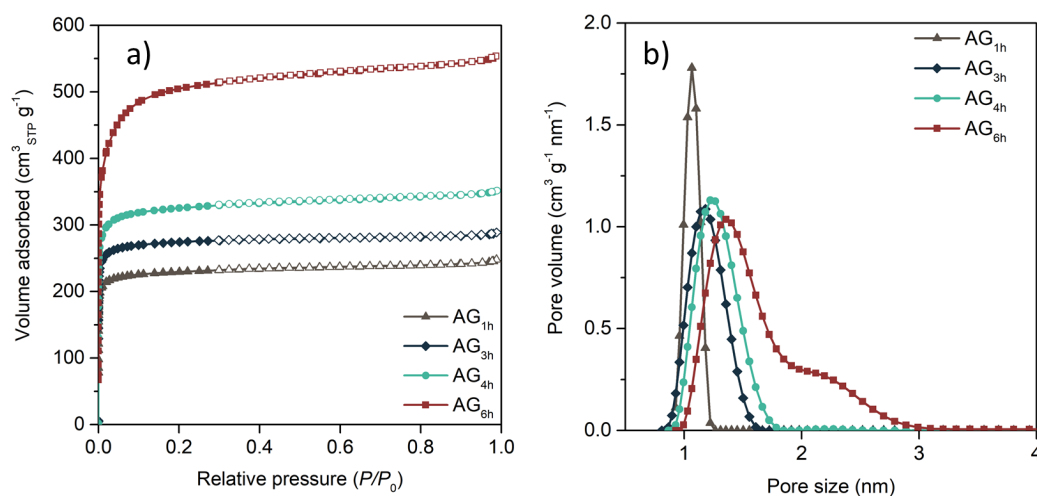 a)
600
500
400
300
200
100
0
0.0 0.2 0.4 0.6 0.8 1.0
Volume adsorbed (cm³STP g⁻¹)
Relative pressure (P/P₀)
AG1h
AG3h
AG4h
AG6h
b)
2.0
1.5
1.0
0.5
0.0
1 2 3 4
Pore volume (cm³ g⁻¹ nm⁻¹)
Pore size (nm)
AG1h
AG3h
AG4h
AG6h